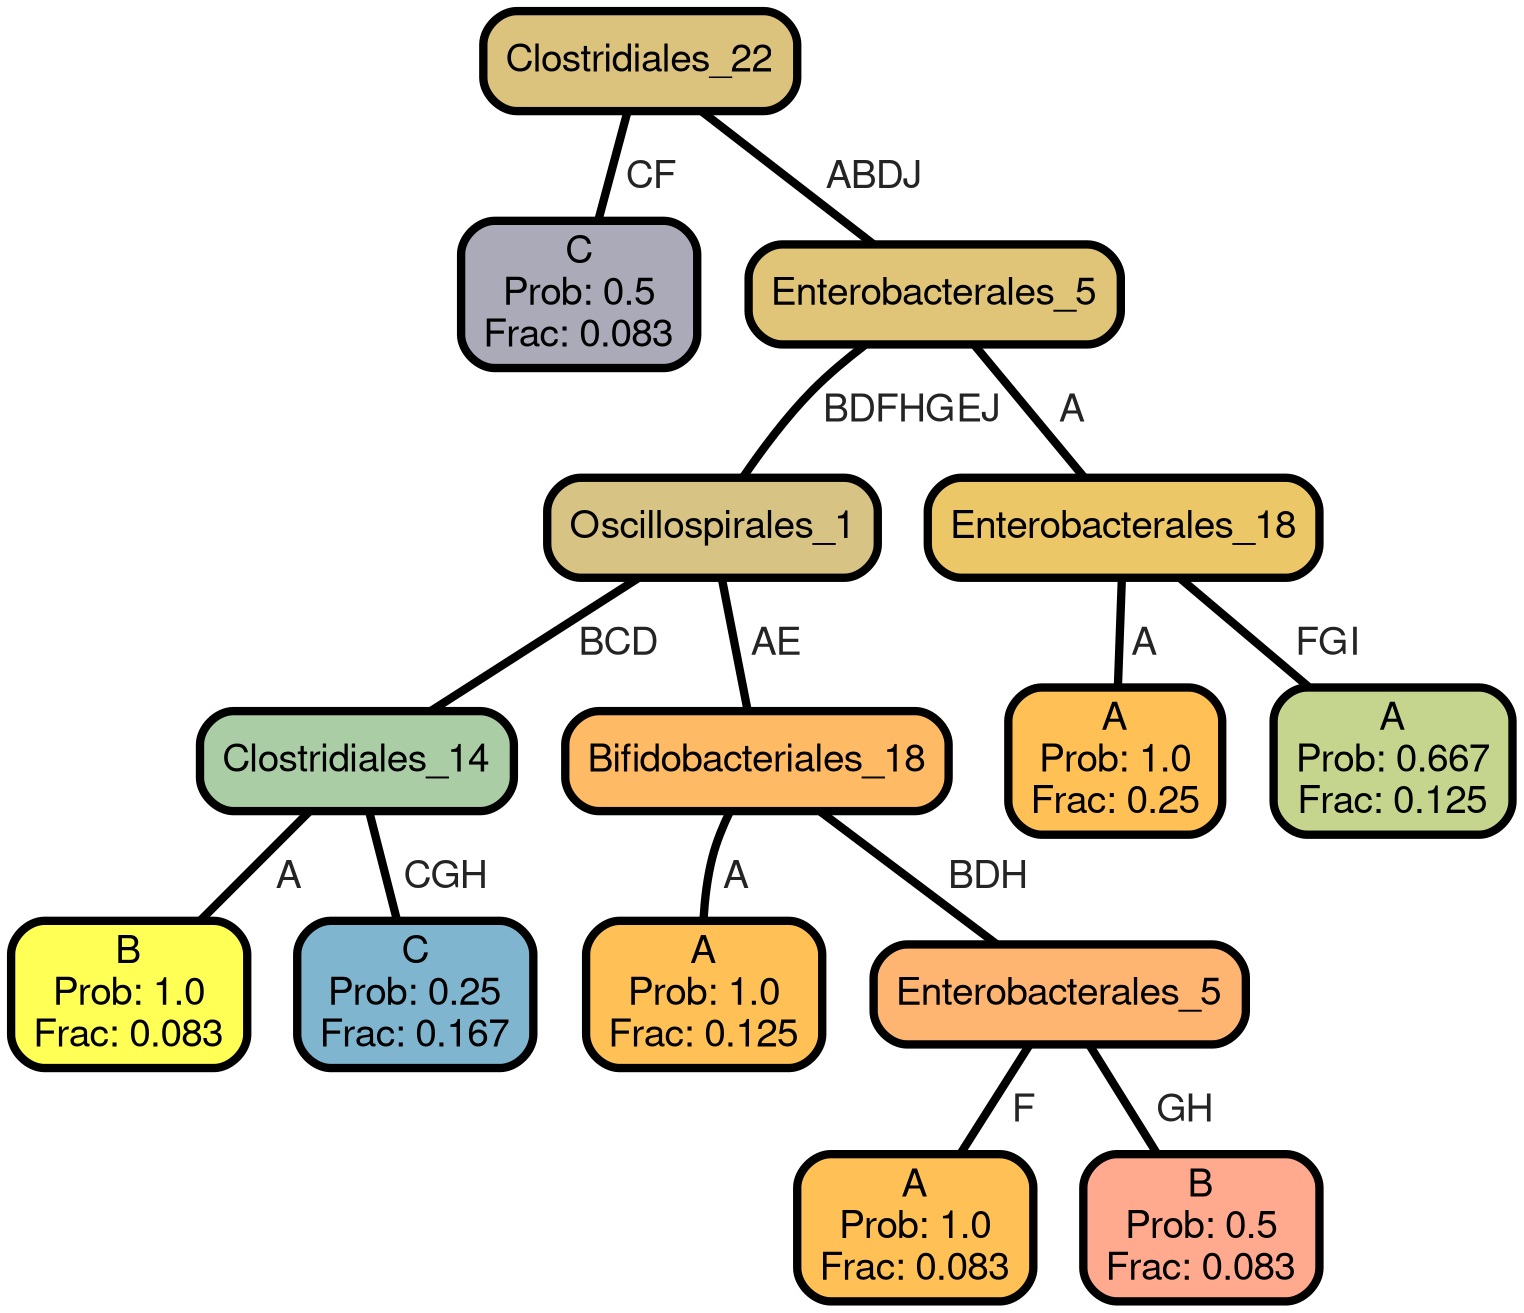 Clostridiales_22
CF
ABDJ
C
Prob: 0.5
Frac: 0.083
Enterobacterales_5
BDFHGEJ
A
Oscillospirales_1
Enterobacterales_18
BCD
AE
A
FGI
Clostridiales_14
Bifidobacteriales_18
A
Prob: 1.0
Frac: 0.25
A
Prob: 0.667
Frac: 0.125
A
CGH
A
BDH
B
Prob: 1.0
Frac: 0.083
C
Prob: 0.25
Frac: 0.167
A
Prob: 1.0
Frac: 0.125
Enterobacterales_5
F
GH
A
Prob: 1.0
Frac: 0.083
B
Prob: 0.5
Frac: 0.083